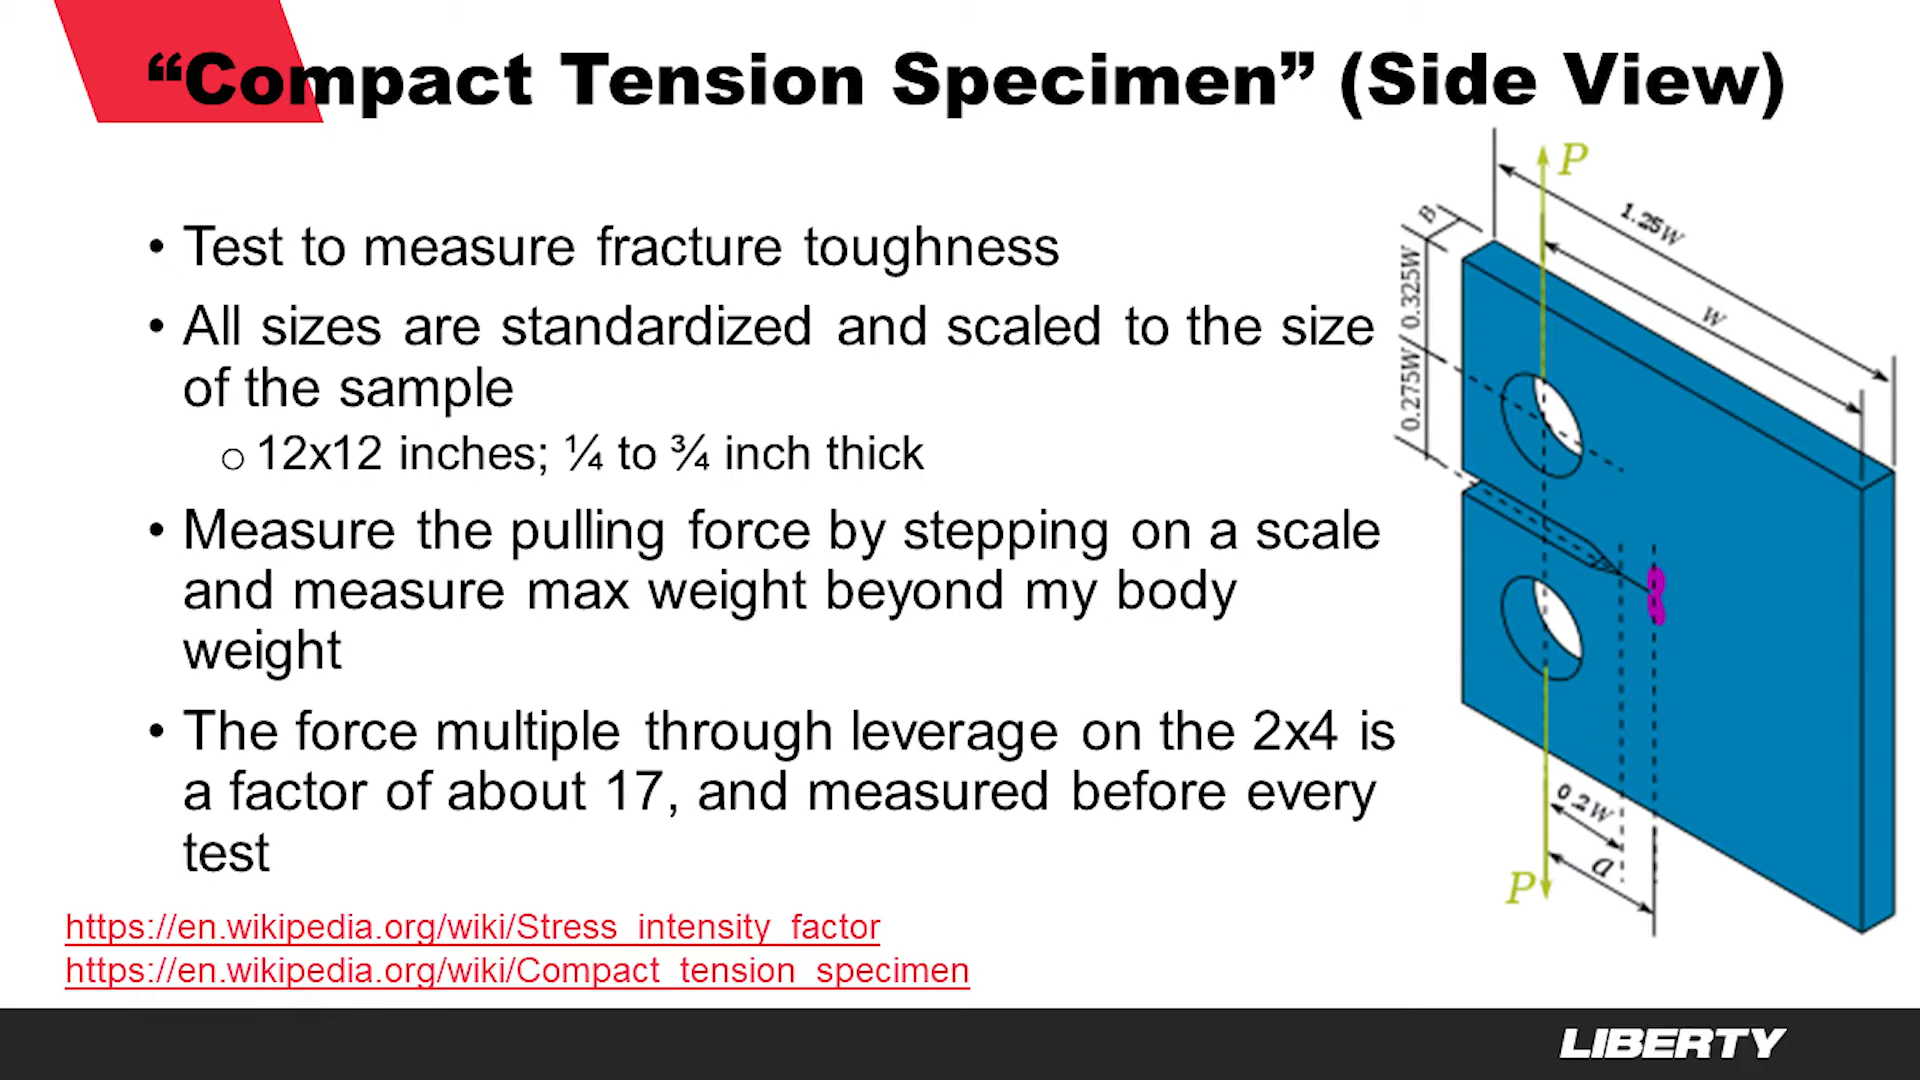 “Compact Tension Specimen” (Side View)
• Test to measure fracture toughness
• All sizes are standardized and scaled to the size
of the sample
o 12x12 inches; ¼ to ¾ inch thick
• Measure the pulling force by stepping on a scale
and measure max weight beyond my body
weight
• The force multiple through leverage on the 2x4 is
a factor of about 17, and measured before every
test
https://en.wikipedia.org/wiki/Stress_intensity_factor
https://en.wikipedia.org/wiki/Compact_tension_specimen
P
1.25W
B
W
0.275W / 0.325W
0.2W
a
P
LIBERTY